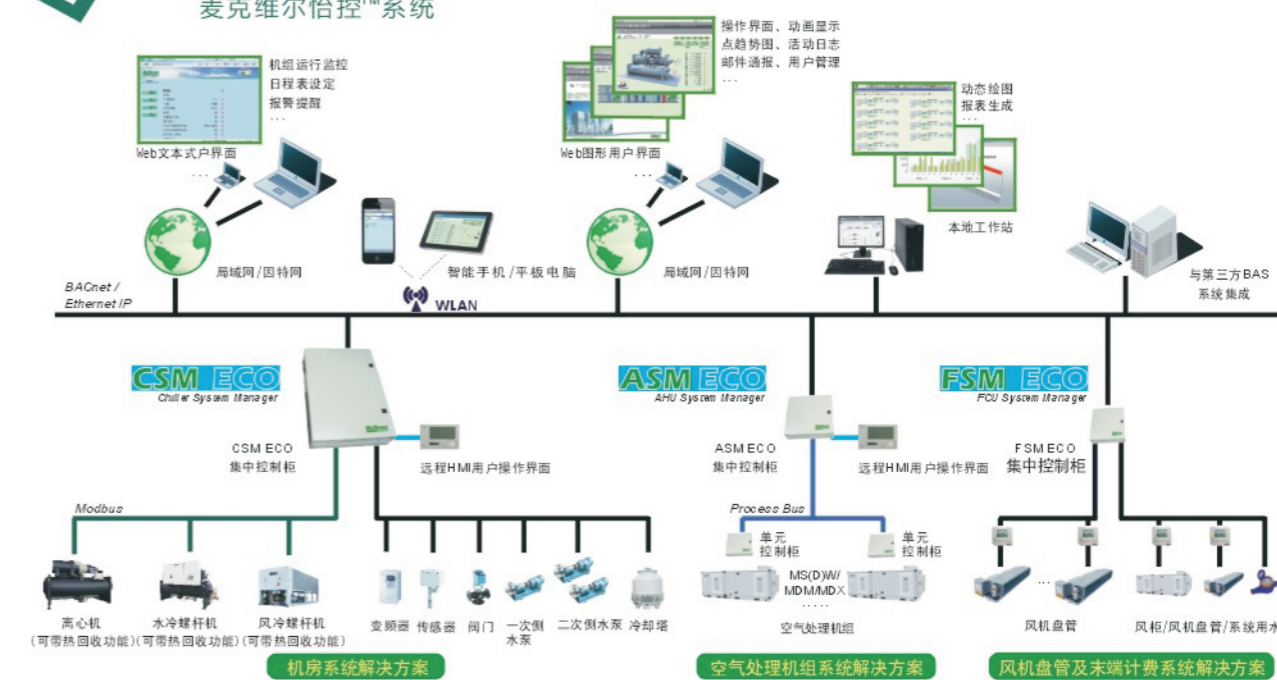 麦克维尔怡控™系统
机组运行监控
日程表设定
报警提醒
...
Web文本式户界面
...
操作界面、动画显示
点趋势图、活动日志
邮件通报、用户管理
...
Web图形用户界面
...
动态绘图
报表生成
...
本地工作站
局域网/因特网
智能手机/平板电脑
局域网/因特网
与第三方BAS
系统集成
BACnet /
Ethernet IP
WLAN
CSM ECO
Chiller System Manager
ASM ECO
AHU System Manager
FSM ECO
FCU System Manager
CSM ECO
集中控制柜
远程HMI用户操作界面
ASM ECO
集中控制柜
远程HMI用户操作界面
FSM ECO
集中控制柜
Modbus
Process Bus
单元
控制柜
单元
控制柜
MS(D)W/
MDM/MDX
.....
...
离心机
(可带热回收功能)
水冷螺杆机
(可带热回收功能)
风冷螺杆机
(可带热回收功能)
变频器
传感器
阀门
一次侧
水泵
二次侧水泵
冷却塔
空气处理机组
风机盘管
风柜/风机盘管/系统用水
机房系统解决方案
空气处理机组系统解决方案
风机盘管及末端计费系统解决方案